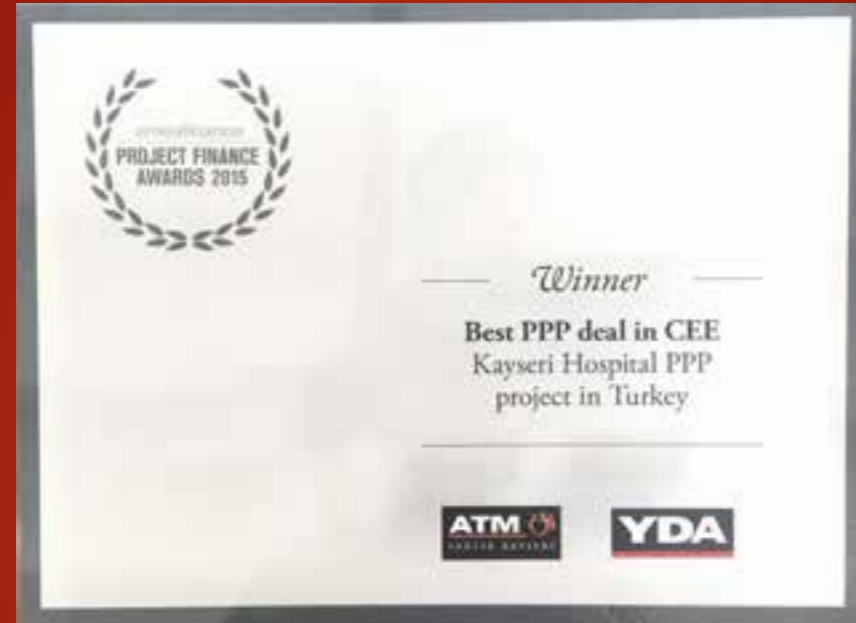 PROJECT FINANCE
AWARDS 2015
Winner
Best PPP deal in CEE
Kayseri Hospital PPP
project in Turkey
ATM
YDA